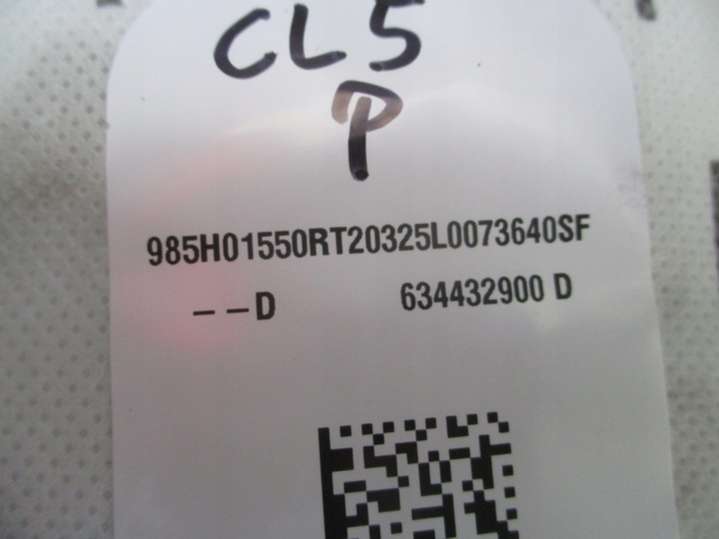 CL5
P
985H01550RT20325L0073640SF
– –D 634432900 D